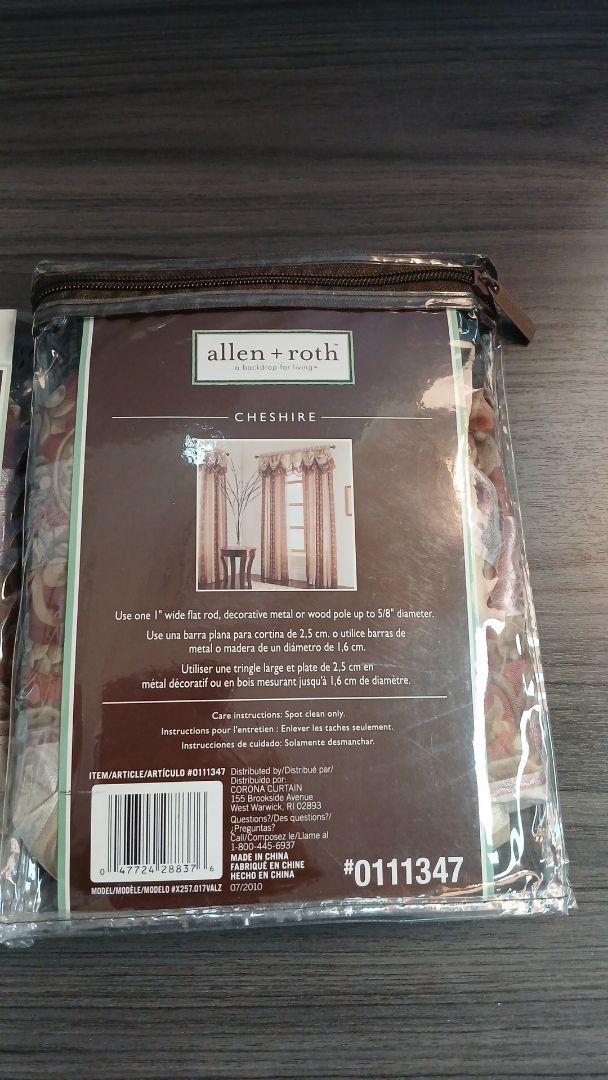 allen + roth™
a backdrop for living™
CHESHIRE
Use one 1" wide flat rod, decorative metal or wood pole up to 5/8" diameter.
Use una barra plana para cortina de 2,5 cm. o utilice barras de
metal o madera de un diámetro de 1,6 cm.
Utiliser une tringle large et plate de 2,5 cm en
métal décoratif ou en bois mesurant jusqu'à 1,6 cm de diamètre.
Care instructions: Spot clean only.
Instructions pour l'entretien : Enlever les taches seulement.
Instrucciones de cuidado: Solamente desmanchar.
ITEM/ARTICLE/ARTÍCULO #0111347
0 47724 28837 6
MODEL/MODÈLE/MODELO #X257.017VALZ
Distributed by/Distribué par/
Distribuido por:
CORONA CURTAIN
155 Brookside Avenue
West Warwick, RI 02893
Questions?/Des questions?/
¿Preguntas?
Call/Composez le/Llame al
1-800-445-6937
MADE IN CHINA
FABRIQUÉ EN CHINE
HECHO EN CHINA
07/2010
#0111347